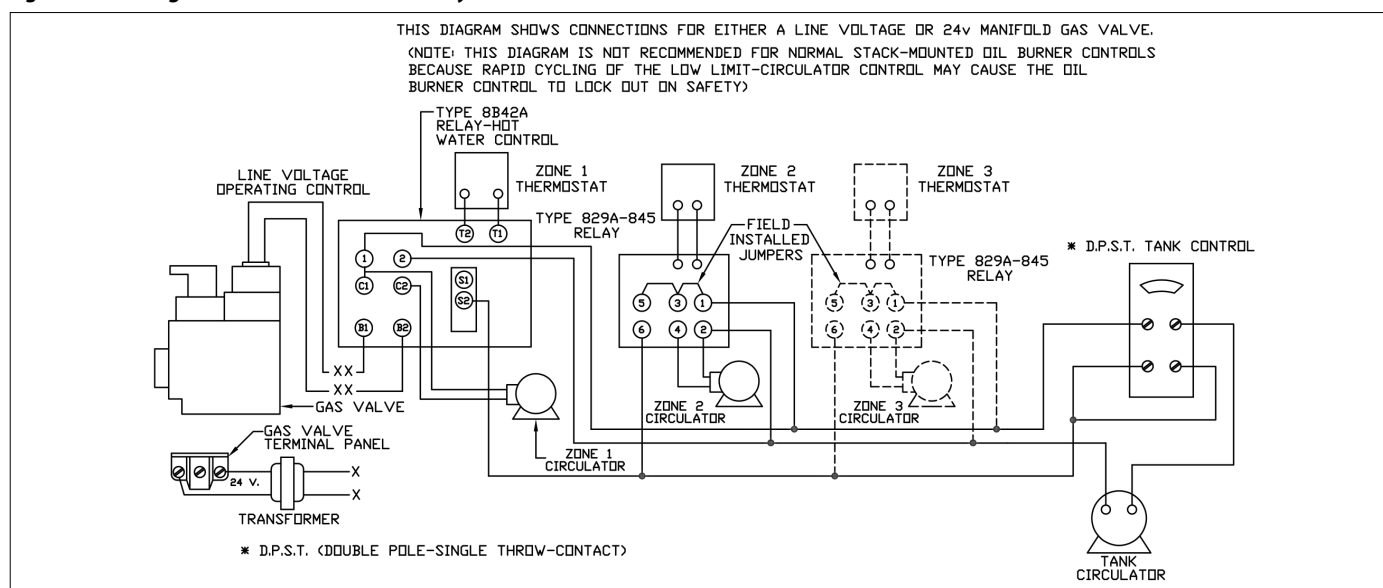 THIS DIAGRAM SHOWS CONNECTIONS FOR EITHER A LINE VOLTAGE OR 24v MANIFOLD GAS VALVE.
(NOTE: THIS DIAGRAM IS NOT RECOMMENDED FOR NORMAL STACK-MOUNTED OIL BURNER CONTROLS
BECAUSE RAPID CYCLING OF THE LOW LIMIT-CIRCULATOR CONTROL MAY CAUSE THE OIL
BURNER CONTROL TO LOCK OUT ON SAFETY)
TYPE 8B42A
RELAY-HOT
WATER CONTROL
LINE VOLTAGE
OPERATING CONTROL
ZONE 1
THERMOSTAT
ZONE 2
THERMOSTAT
ZONE 3
THERMOSTAT
TYPE 829A-845
RELAY
FIELD
INSTALLED
JUMPERS
TYPE 829A-845
RELAY
* D.P.S.T. TANK CONTROL
T2 T1
1 2
C1 C2
S1
S2
B1 B2
5 3 1
6 4 2
5 3 1
6 4 2
XX
XX
GAS VALVE
ZONE 1
CIRCULATOR
ZONE 2
CIRCULATOR
ZONE 3
CIRCULATOR
GAS VALVE
TERMINAL PANEL
24 V.
X
X
TRANSFORMER
TANK
CIRCULATOR
* D.P.S.T. (DOUBLE POLE-SINGLE THROW-CONTACT)